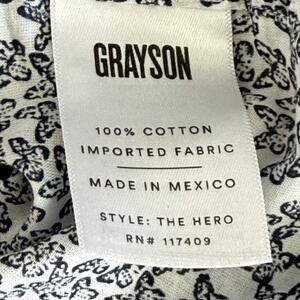 GRAYSON
100% COTTON
IMPORTED FABRIC
MADE IN MEXICO
STYLE: THE HERO
RN# 117409